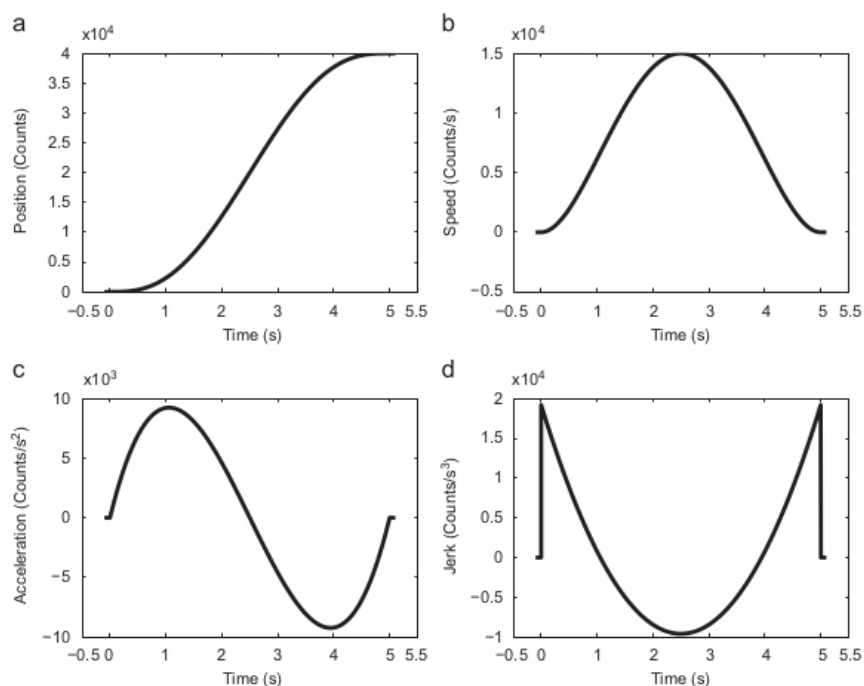 a
x10⁴
Position (Counts)
4
3.5
3
2.5
2
1.5
1
0.5
0
−0.5 0 1 2 3 4 5 5.5
Time (s)
b
x10⁴
Speed (Counts/s)
1.5
1
0.5
0
−0.5
−0.5 0 1 2 3 4 5 5.5
Time (s)
c
x10³
Acceleration (Counts/s²)
10
5
0
−5
−10
−0.5 0 1 2 3 4 5 5.5
Time (s)
d
x10⁴
Jerk (Counts/s³)
2
1.5
1
0.5
0
−0.5
−1
−0.5 0 1 2 3 4 5 5.5
Time (s)